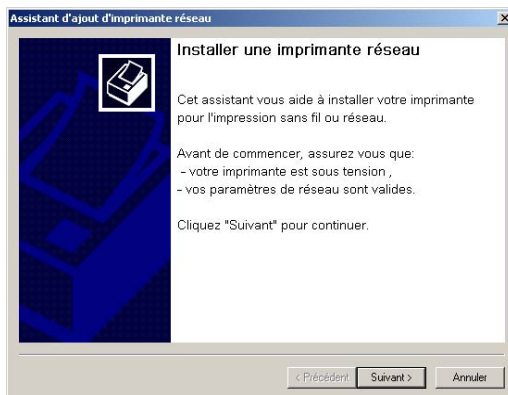 Assistant d'ajout d'imprimante réseau
Installer une imprimante réseau
Cet assistant vous aide à installer votre imprimante
pour l'impression sans fil ou réseau.
Avant de commencer, assurez vous que:
- votre imprimante est sous tension ,
- vos paramètres de réseau sont valides.
Cliquez "Suivant" pour continuer.
< Précédent Suivant > Annuler